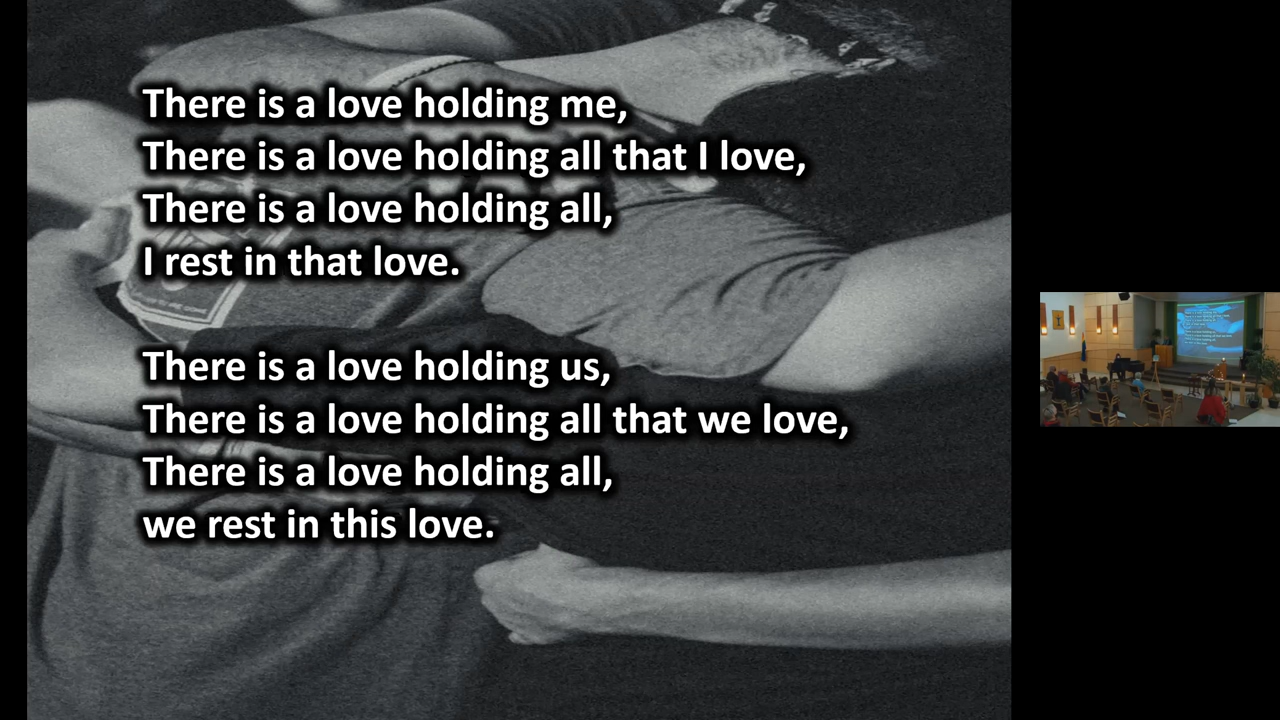 There is a love holding me,
There is a love holding all that I love,
There is a love holding all,
I rest in that love.
There is a love holding us,
There is a love holding all that we love,
There is a love holding all,
we rest in this love.